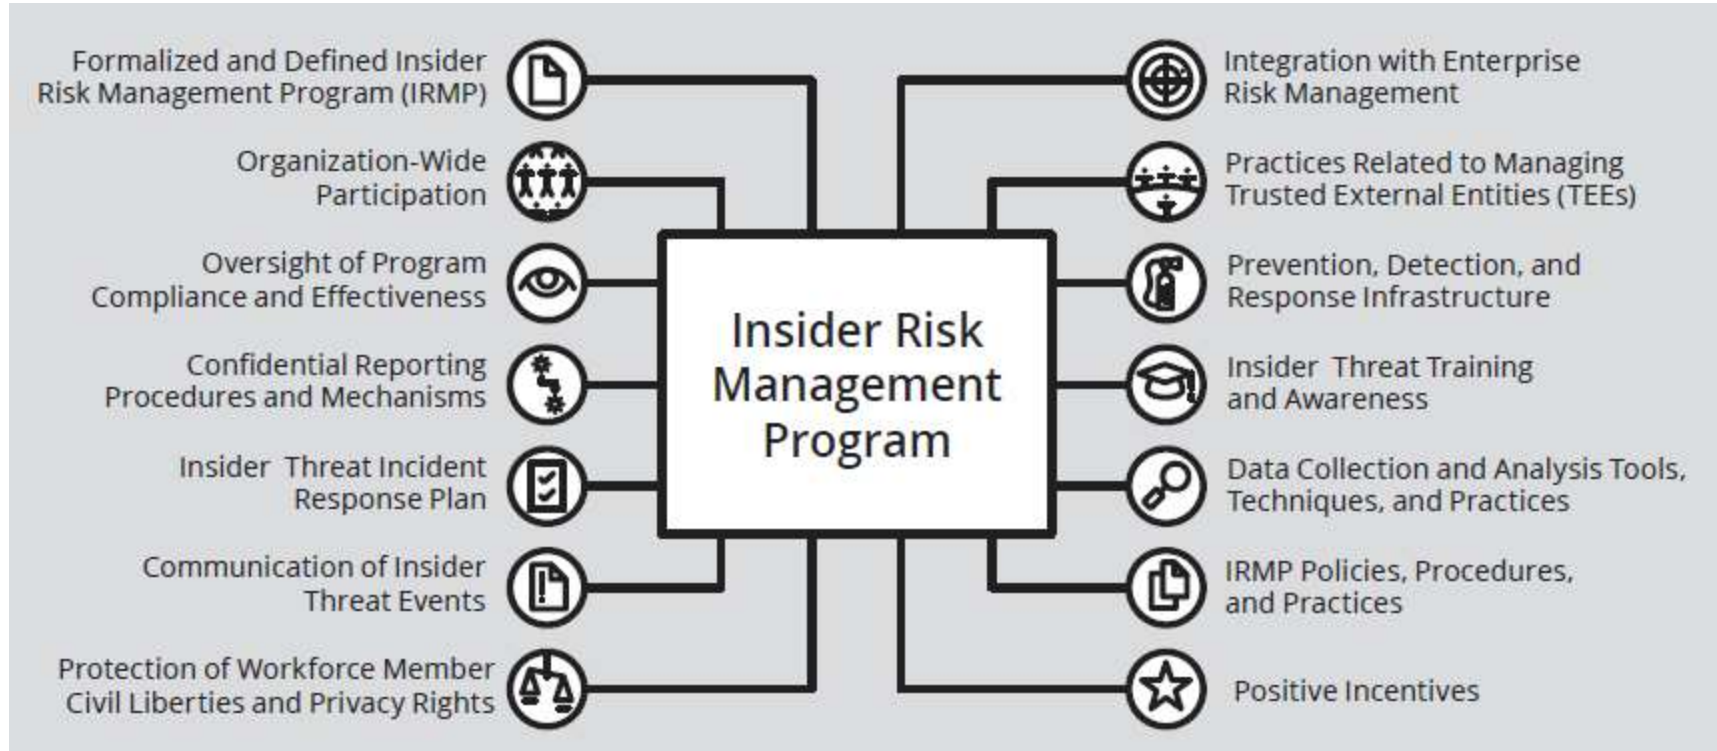 Formalized and Defined Insider
Risk Management Program (IRMP)
Organization-Wide
Participation
Oversight of Program
Compliance and Effectiveness
Confidential Reporting
Procedures and Mechanisms
Insider Threat Incident
Response Plan
Communication of Insider
Threat Events
Protection of Workforce Member
Civil Liberties and Privacy Rights
Insider Risk
Management
Program
Integration with Enterprise
Risk Management
Practices Related to Managing
Trusted External Entities (TEEs)
Prevention, Detection, and
Response Infrastructure
Insider Threat Training
and Awareness
Data Collection and Analysis Tools,
Techniques, and Practices
IRMP Policies, Procedures,
and Practices
Positive Incentives